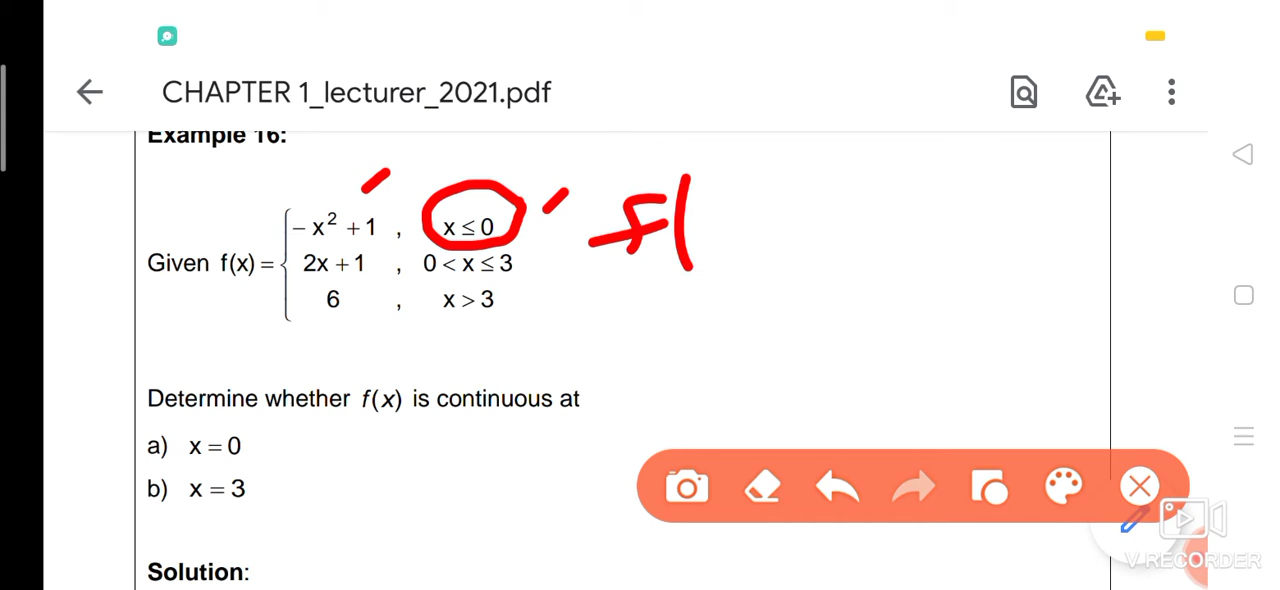 CHAPTER 1_lecturer_2021.pdf
Example 16:
Given f(x) = { − x² + 1 , x ≤ 0
2x + 1 , 0 < x ≤ 3
6 , x > 3
f(
Determine whether f(x) is continuous at
a) x = 0
b) x = 3
Solution:
V RECORDER